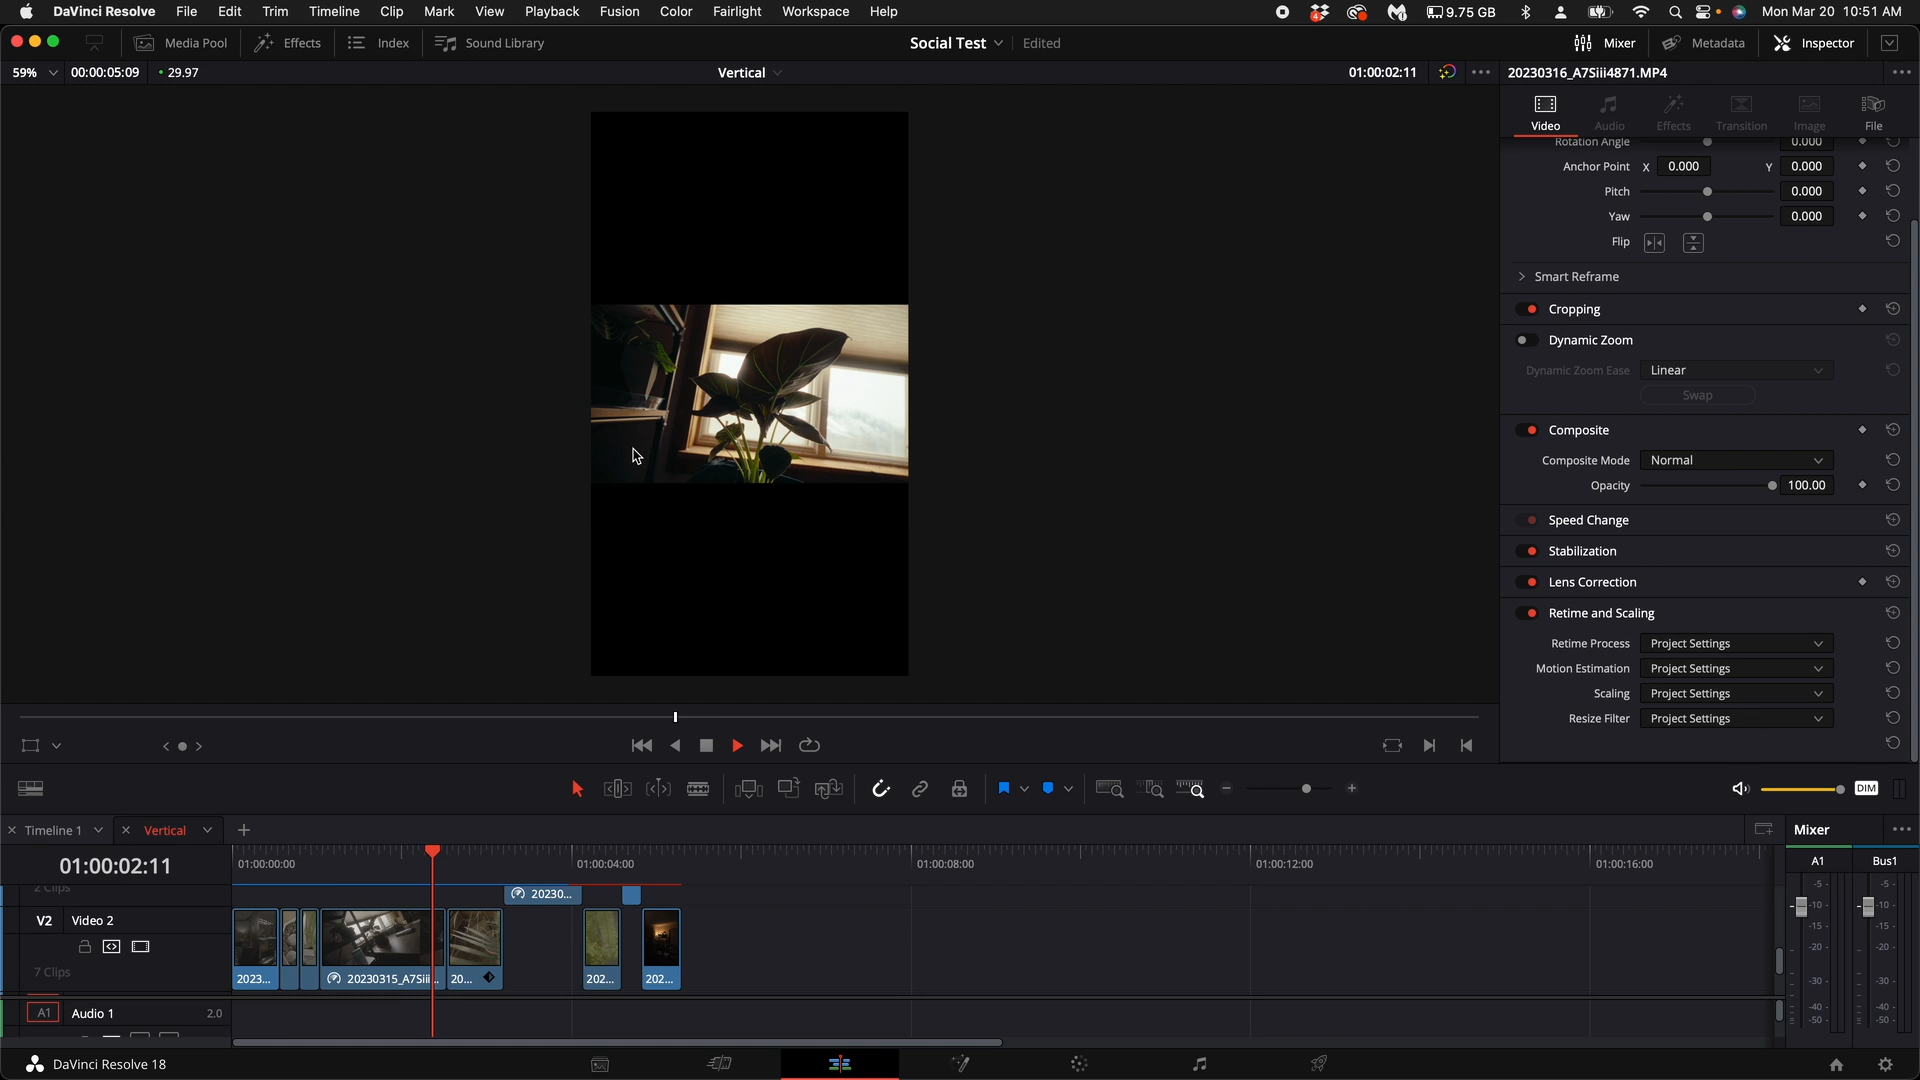 DaVinci Resolve File Edit Trim Timeline Clip Mark View Playback Fusion Color Fairlight Workspace Help 4 9.75 GB Mon Mar 20 10:51 AM
Media Pool Effects Index Sound Library Social Test Edited Mixer Metadata Inspector
59% 00:00:05:09 29.97 Vertical 01:00:02:11 20230316_A7Siii4871.MP4
Video Audio Effects Transition Image File
Rotation Angle 0.000
Anchor Point X 0.000 Y 0.000
Pitch 0.000
Yaw 0.000
Flip
Smart Reframe
Cropping
Dynamic Zoom
Dynamic Zoom Ease Linear
Swap
Composite
Composite Mode Normal
Opacity 100.00
Speed Change
Stabilization
Lens Correction
Retime and Scaling
Retime Process Project Settings
Motion Estimation Project Settings
Scaling Project Settings
Resize Filter Project Settings
DIM
Timeline 1 Vertical Mixer
01:00:02:11 01:00:00:00 01:00:04:00 01:00:08:00 01:00:12:00 01:00:16:00 A1 Bus1
2 Clips 20230...
V2 Video 2
7 Clips 2023... 20230315_A7Siii... 20... 202... 202...
A1 Audio 1 2.0
-5 -5
-10 -10
-15 -15
-20 -20
-30 -30
-40 -40
-50 -50
DaVinci Resolve 18